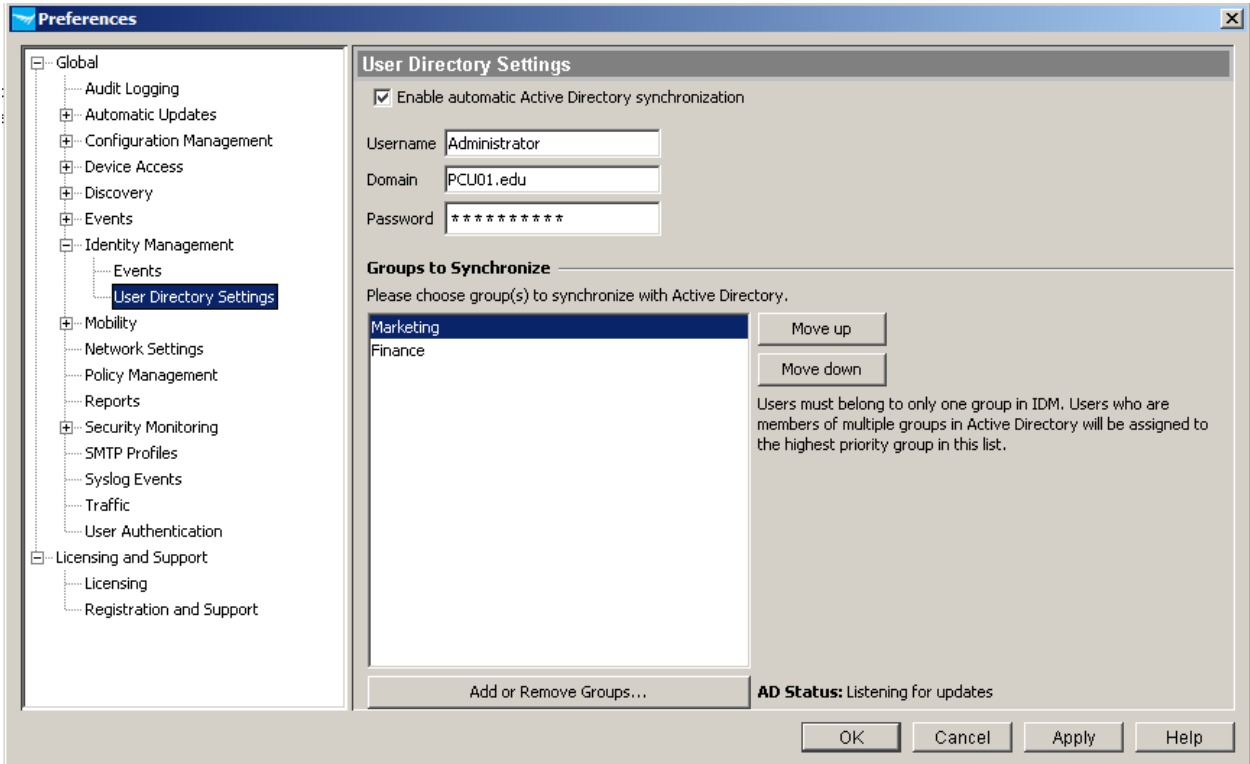 Preferences
Global
Audit Logging
Automatic Updates
Configuration Management
Device Access
Discovery
Events
Identity Management
Events
User Directory Settings
Mobility
Network Settings
Policy Management
Reports
Security Monitoring
SMTP Profiles
Syslog Events
Traffic
User Authentication
Licensing and Support
Licensing
Registration and Support
User Directory Settings
Enable automatic Active Directory synchronization
Username Administrator
Domain PCU01.edu
Password **********
Groups to Synchronize
Please choose group(s) to synchronize with Active Directory.
Marketing
Finance
Move up
Move down
Users must belong to only one group in IDM. Users who are
members of multiple groups in Active Directory will be assigned to
the highest priority group in this list.
Add or Remove Groups...
AD Status: Listening for updates
OK Cancel Apply Help